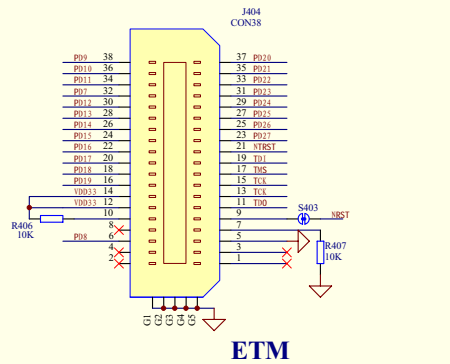 J404
CON38
PD9 38 37 PD20
PD10 36 35 PD21
PD11 34 33 PD22
PD7 32 31 PD23
PD12 30 29 PD24
PD13 28 27 PD25
PD14 26 25 PD26
PD15 24 23 PD27
PD16 22 21 NTRST
PD17 20 19 TDI
PD18 18 17 TMS
PD19 16 15 TCK
VDD33 14 13 TCK
VDD33 12 11 TDO
10 9 S403 NRST
R406 10K
8 7
PD8 6 5
R407 10K
4 3
2 1
G1 G2 G3 G4 G5
ETM